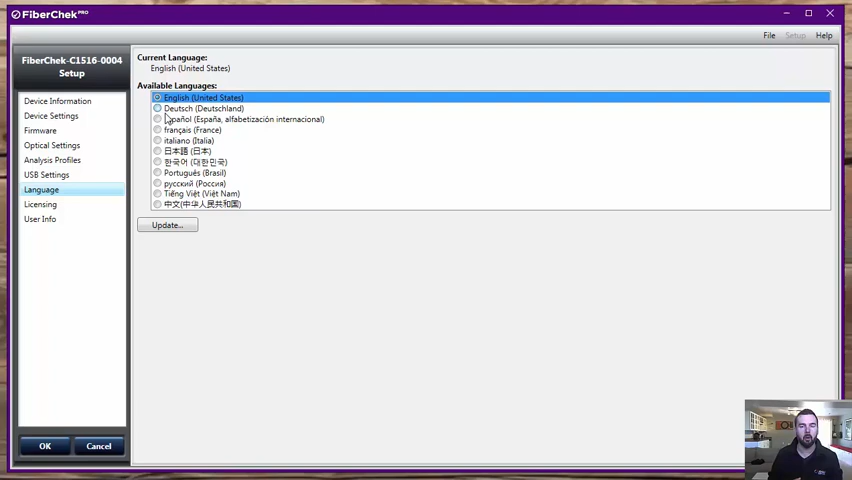 FiberChek PRO
File Setup Help
FiberChek-C1516-0004
Setup
Device Information
Device Settings
Firmware
Optical Settings
Analysis Profiles
USB Settings
Language
Licensing
User Info
OK Cancel
Current Language:
English (United States)
Available Languages:
English (United States)
Deutsch (Deutschland)
Español (España, alfabetización internacional)
français (France)
italiano (Italia)
日本語 (日本)
한국어 (대한민국)
Português (Brasil)
русский (Россия)
Tiếng Việt (Việt Nam)
中文(中华人民共和国)
Update...